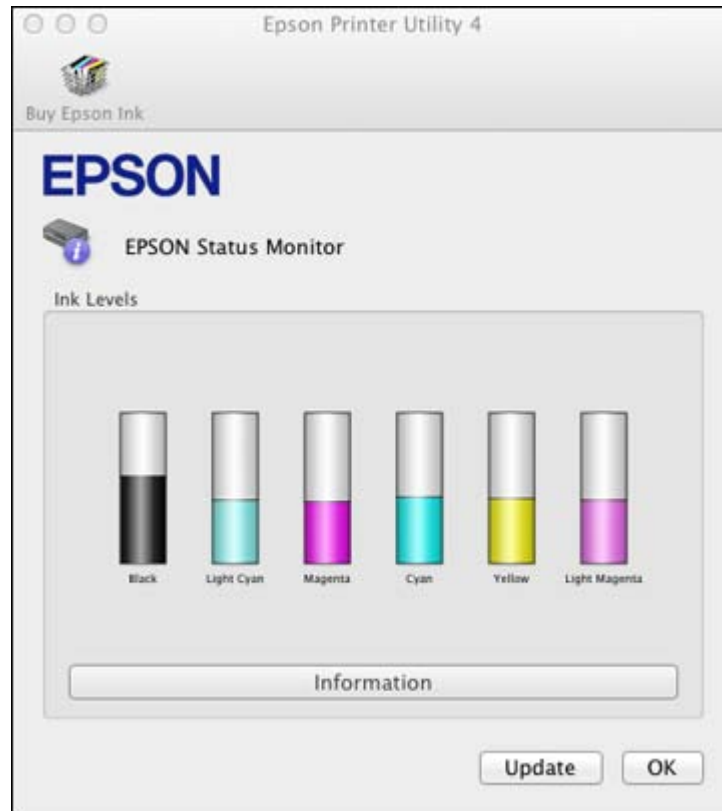 Epson Printer Utility 4
Buy Epson Ink
EPSON
EPSON Status Monitor
Ink Levels
Black
Light Cyan
Magenta
Cyan
Yellow
Light Magenta
Information
Update
OK